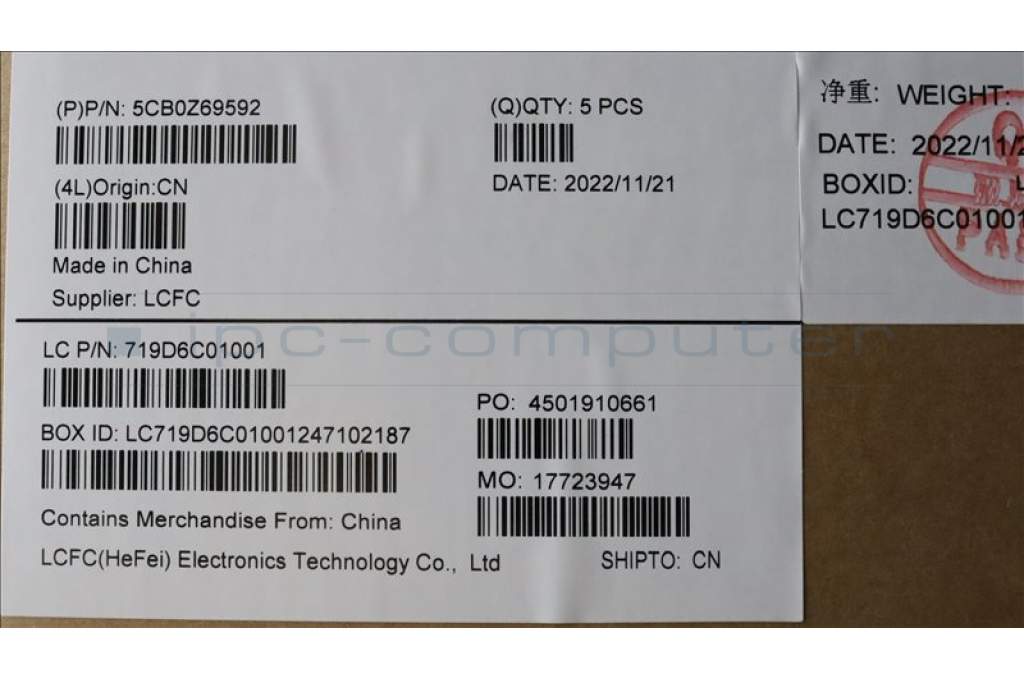 (P)P/N: 5CB0Z69592
(Q)QTY: 5 PCS
(4L)Origin:CN
DATE: 2022/11/21
Made in China
Supplier: LCFC
净重: WEIGHT:
DATE: 2022/11/2
BOXID:
LC719D6C01001
ipc-computer
LC P/N: 719D6C01001
PO: 4501910661
BOX ID: LC719D6C01001247102187
MO: 17723947
Contains Merchandise From: China
LCFC(HeFei) Electronics Technology Co., Ltd
SHIPTO: CN